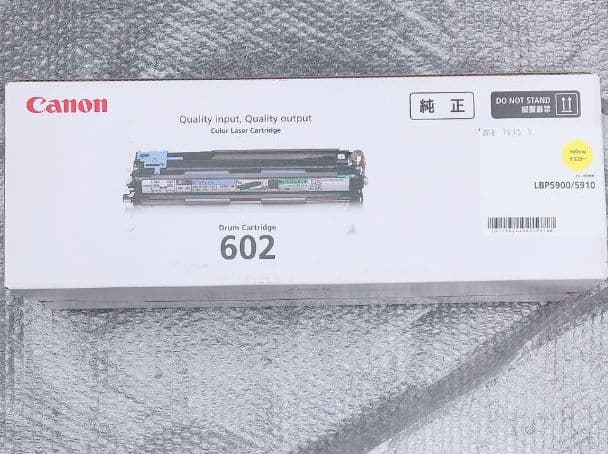 Canon
Quality input, Quality output
Color Laser Cartridge
純正
DO NOT STAND
縦置厳禁
Yellow
イエロー
LBP5900/5910
Drum Cartridge
602